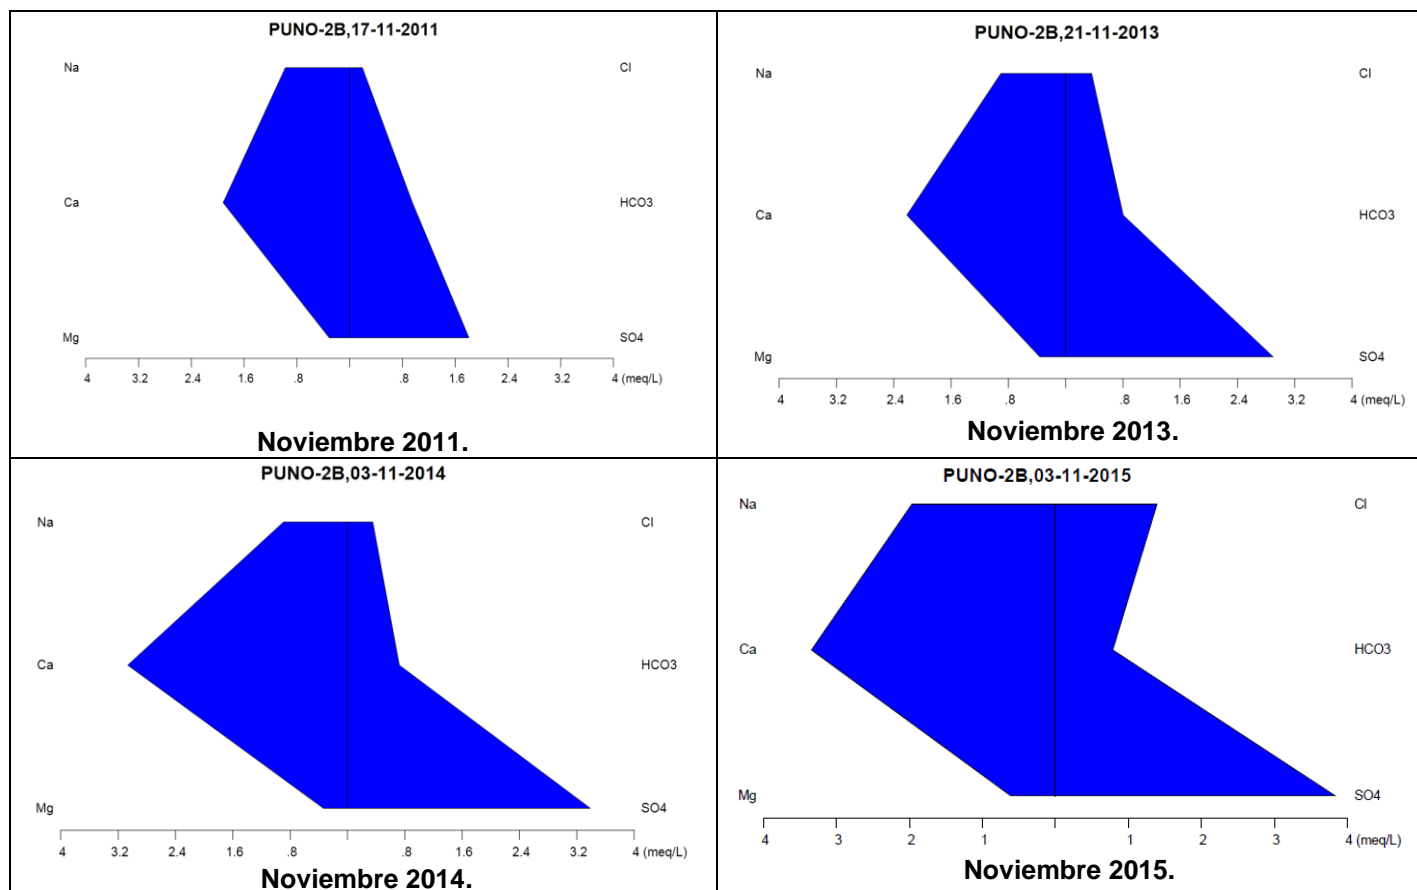 PUNO-2B,17-11-2011
Na Cl
Ca HCO3
Mg SO4
4 3.2 2.4 1.6 .8 .8 1.6 2.4 3.2 4 (meq/L)
Noviembre 2011.
PUNO-2B,21-11-2013
Na Cl
Ca HCO3
Mg SO4
4 3.2 2.4 1.6 .8 .8 1.6 2.4 3.2 4 (meq/L)
Noviembre 2013.
PUNO-2B,03-11-2014
Na Cl
Ca HCO3
Mg SO4
4 3.2 2.4 1.6 .8 .8 1.6 2.4 3.2 4 (meq/L)
Noviembre 2014.
PUNO-2B,03-11-2015
Na Cl
Ca HCO3
Mg SO4
4 3 2 1 1 2 3 4 (meq/L)
Noviembre 2015.